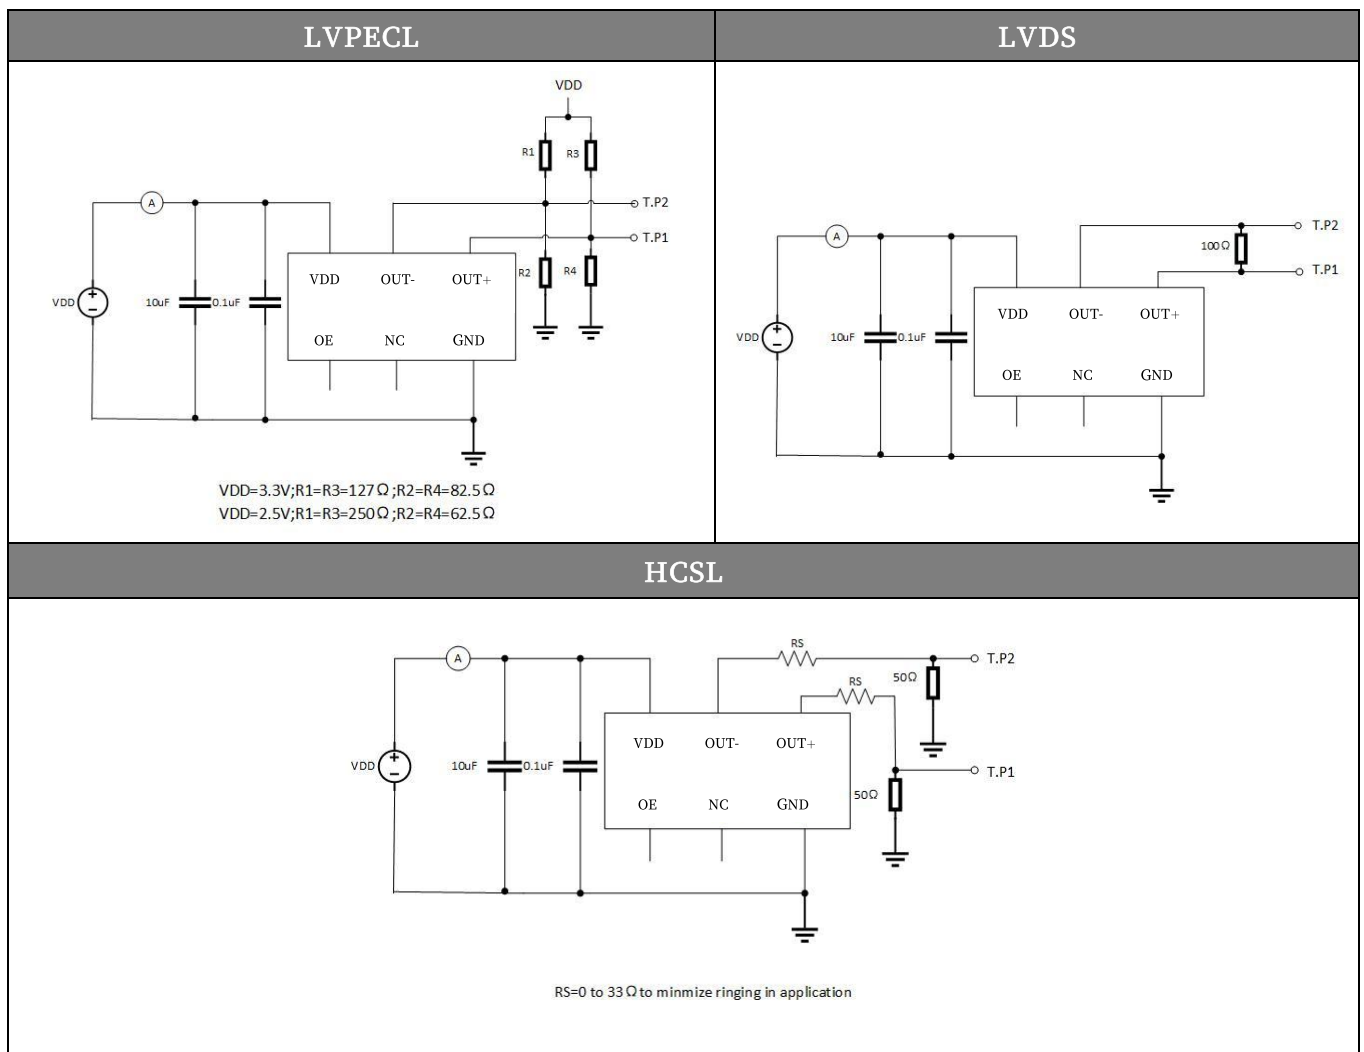 LVPECL
VDD
R1
R3
A
T.P2
T.P1
VDD
OUT-
OUT+
R2
R4
VDD
10uF
0.1uF
OE
NC
GND
VDD=3.3V;R1=R3=127Ω;R2=R4=82.5Ω
VDD=2.5V;R1=R3=250Ω;R2=R4=62.5Ω
LVDS
A
T.P2
100Ω
T.P1
VDD
OUT-
OUT+
VDD
10uF
0.1uF
OE
NC
GND
HCSL
RS
A
T.P2
RS
50Ω
VDD
OUT-
OUT+
VDD
10uF
0.1uF
T.P1
50Ω
OE
NC
GND
RS=0 to 33Ω to minmize ringing in application